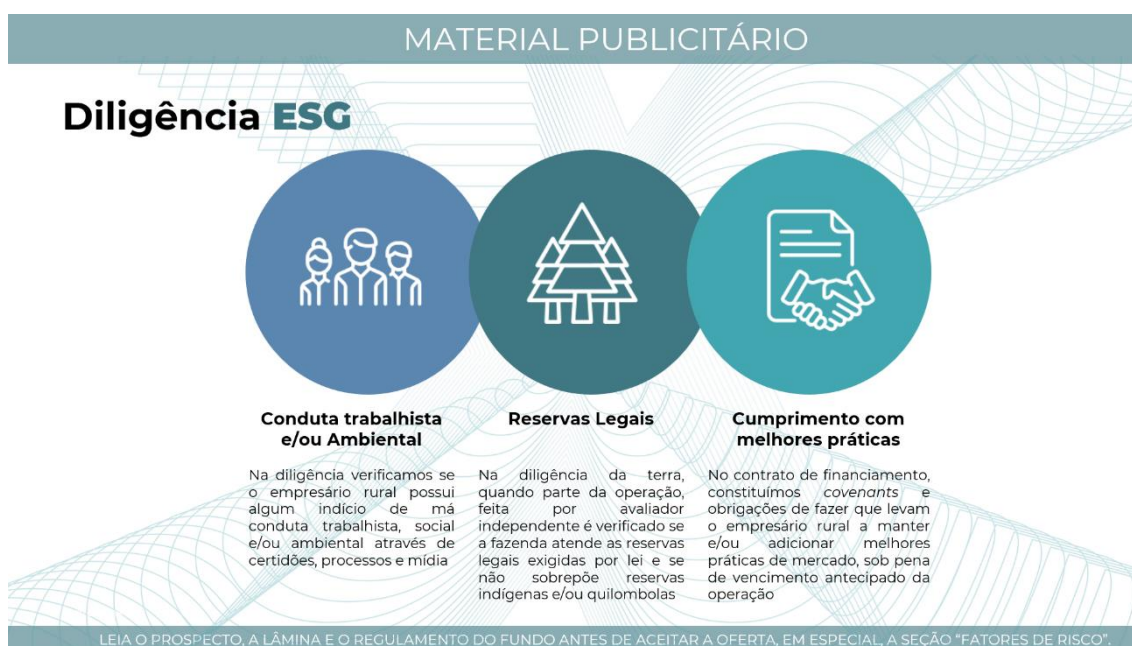 MATERIAL PUBLICITÁRIO
Diligência ESG
Conduta trabalhista
e/ou Ambiental
Na diligência verificamos se
o empresário rural possui
algum indício de má
conduta trabalhista, social
e/ou ambiental através de
certidões, processos e mídia
Reservas Legais
Na diligência da terra,
quando parte da operação,
feita por avaliador
independente é verificado se
a fazenda atende as reservas
legais exigidas por lei e se
não sobrepõe reservas
indígenas e/ou quilombolas
Cumprimento com
melhores práticas
No contrato de financiamento,
constituímos covenants e
obrigações de fazer que levam
o empresário rural a manter
e/ou adicionar melhores
práticas de mercado, sob pena
de vencimento antecipado da
operação
LEIA O PROSPECTO, A LÂMINA E O REGULAMENTO DO FUNDO ANTES DE ACEITAR A OFERTA, EM ESPECIAL, A SEÇÃO “FATORES DE RISCO”.